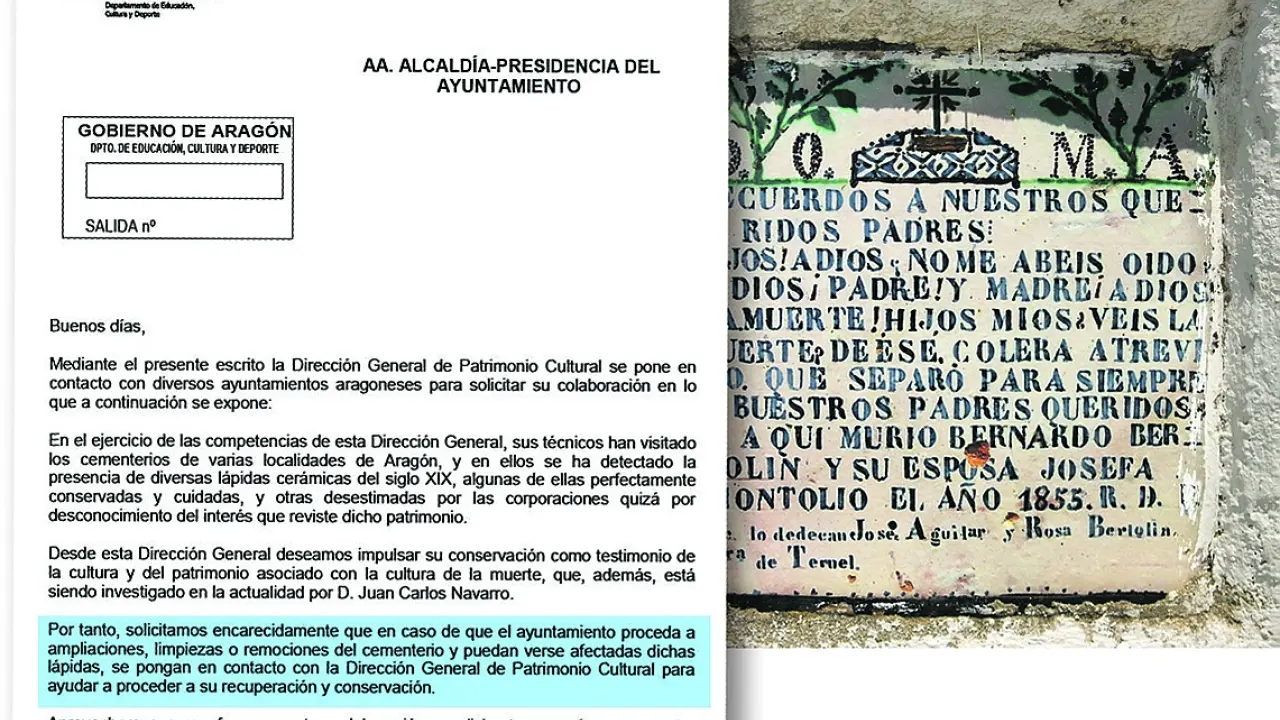 Departamento de Educación,
Cultura y Deporte
AA. ALCALDÍA-PRESIDENCIA DEL
AYUNTAMIENTO
GOBIERNO DE ARAGÓN
DPTO. DE EDUCACIÓN, CULTURA Y DEPORTE
SALIDA nº
Buenos días,
Mediante el presente escrito la Dirección General de Patrimonio Cultural se pone en
contacto con diversos ayuntamientos aragoneses para solicitar su colaboración en lo
que a continuación se expone:
En el ejercicio de las competencias de esta Dirección General, sus técnicos han visitado
los cementerios de varias localidades de Aragón, y en ellos se ha detectado la
presencia de diversas lápidas cerámicas del siglo XIX, algunas de ellas perfectamente
conservadas y cuidadas, y otras desestimadas por las corporaciones quizá por
desconocimiento del interés que reviste dicho patrimonio.
Desde esta Dirección General deseamos impulsar su conservación como testimonio de
la cultura y del patrimonio asociado con la cultura de la muerte, que, además, está
siendo investigado en la actualidad por D. Juan Carlos Navarro.
Por tanto, solicitamos encarecidamente que en caso de que el ayuntamiento proceda a
ampliaciones, limpiezas o remociones del cementerio y puedan verse afectadas dichas
lápidas, se pongan en contacto con la Dirección General de Patrimonio Cultural para
ayudar a proceder a su recuperación y conservación.
O. M. A.
CUERDOS A NUESTROS QUE
RIDOS PADRES:
JOS! ADIOS ¿ NO ME ABEIS OIDO
DIOS ¡ PADRE! Y MADRE ¡ ADIOS
A MUERTE! HIJOS MIOS ¿ VEIS LA
UERTE? DE ÉSE, COLERA ATREVI
O. QUE SEPARÓ PARA SIEMPRE
BUESTROS PADRES QUERIDOS
A QUI MURIO BERNARDO BER
OLIN Y SU ESPOSA JOSEFA
ONTOLIO EL AÑO 1855. R. D.
lo dedecan José Aguilar y Rosa Bertolin.
ra de Teruel.